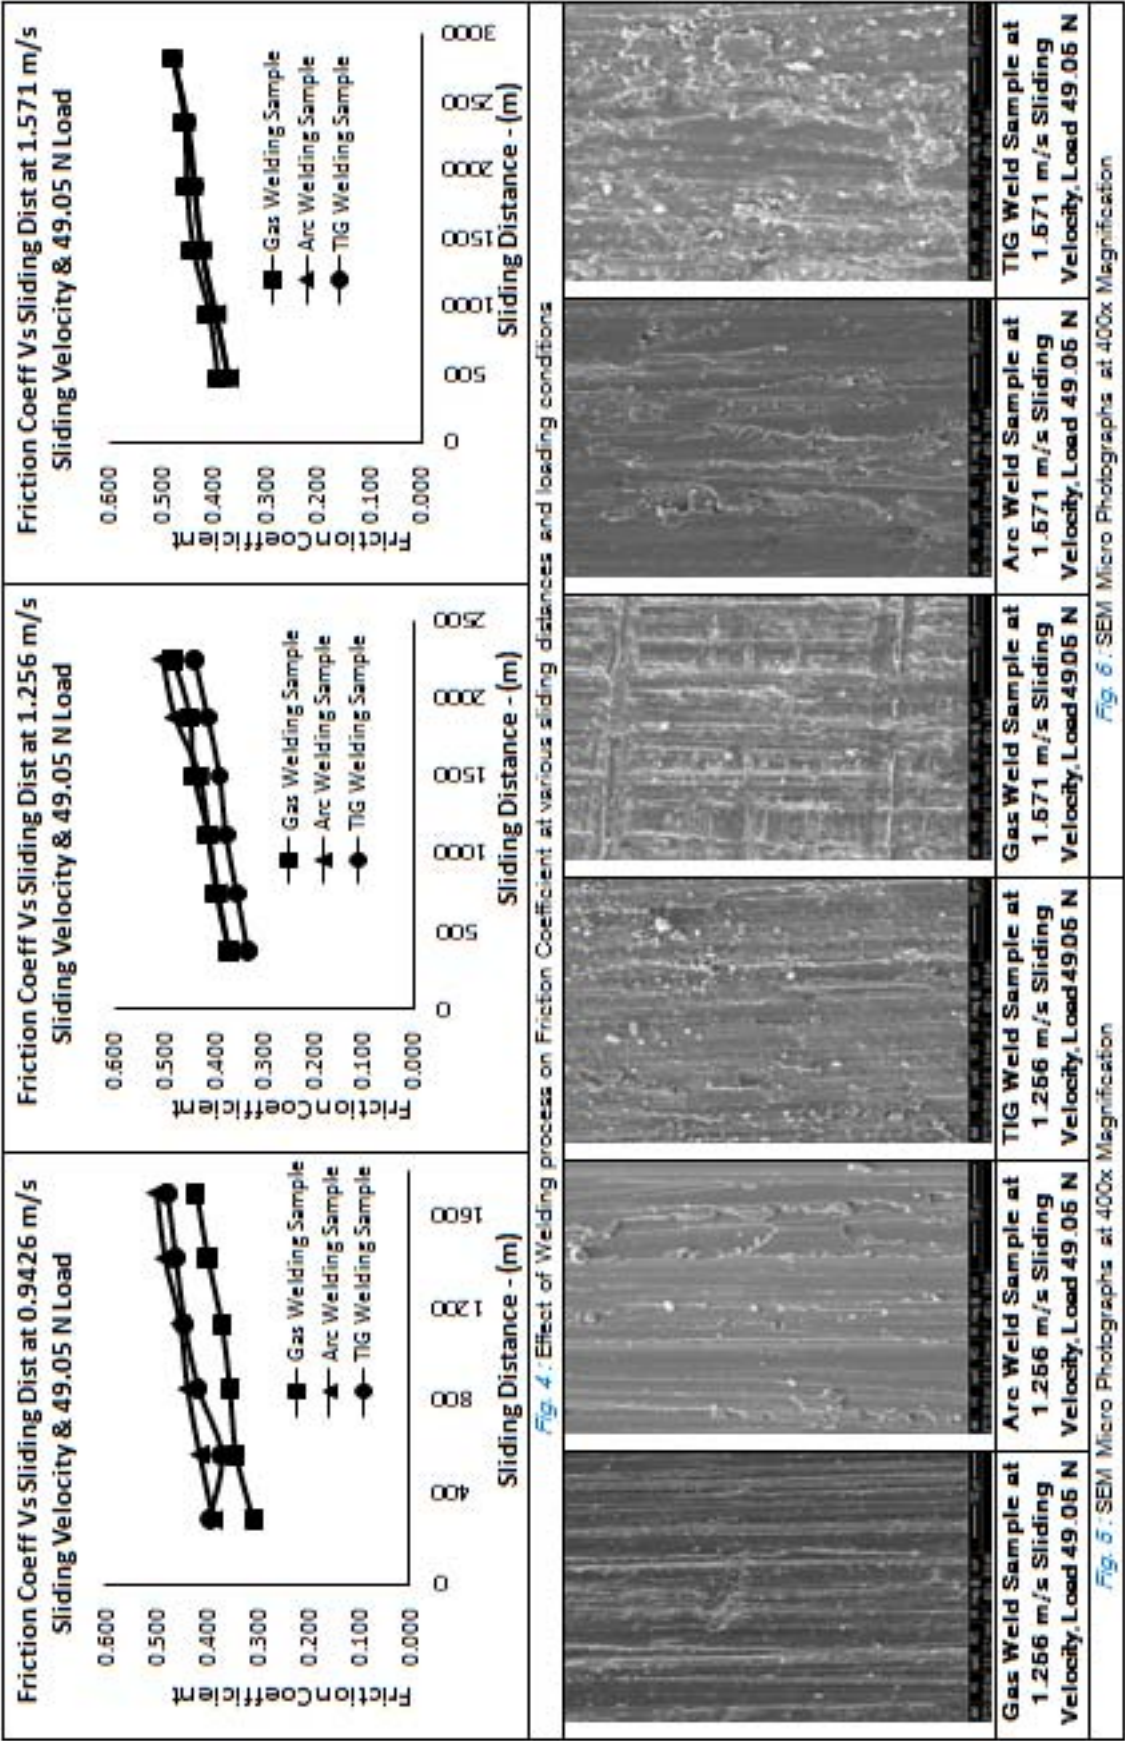 Friction Coeff Vs Sliding Dist at 0.9426 m/s
Sliding Velocity & 49.05 N Load
0.600
0.500
0.400
0.300
0.200
0.100
0.000
Friction Coefficient
0
400
800
1200
1600
Sliding Distance - (m)
Gas Welding Sample
Arc Welding Sample
TIG Welding Sample
Friction Coeff Vs Sliding Dist at 1.256 m/s
Sliding Velocity & 49.05 N Load
0.600
0.500
0.400
0.300
0.200
0.100
0.000
Friction Coefficient
0
500
1000
1500
2000
2500
Sliding Distance - (m)
Gas Welding Sample
Arc Welding Sample
TIG Welding Sample
Friction Coeff Vs Sliding Dist at 1.571 m/s
Sliding Velocity & 49.05 N Load
0.600
0.500
0.400
0.300
0.200
0.100
0.000
Friction Coefficient
0
500
1000
1500
2000
2500
3000
Sliding Distance - (m)
Gas Welding Sample
Arc Welding Sample
TIG Welding Sample
Fig. 4 : Effect of Welding process on Friction Coefficient at various sliding distances and loading conditions
Gas Weld Sample at
1.256 m/s Sliding
Velocity, Load 49.05 N
Arc Weld Sample at
1.256 m/s Sliding
Velocity, Load 49.05 N
TIG Weld Sample at
1.256 m/s Sliding
Velocity, Load 4905 N
Gas Weld Sample at
1.571 m/s Sliding
Velocity, Load 4905 N
Arc Weld Sample at
1.571 m/s Sliding
Velocity, Load 49.05 N
TIG Weld Sample at
1.571 m/s Sliding
Velocity, Load 49.05 N
Fig. 5 : SEM Micro Photographs at 400x Magnification
Fig. 6 : SEM Micro Photographs at 400x Magnification